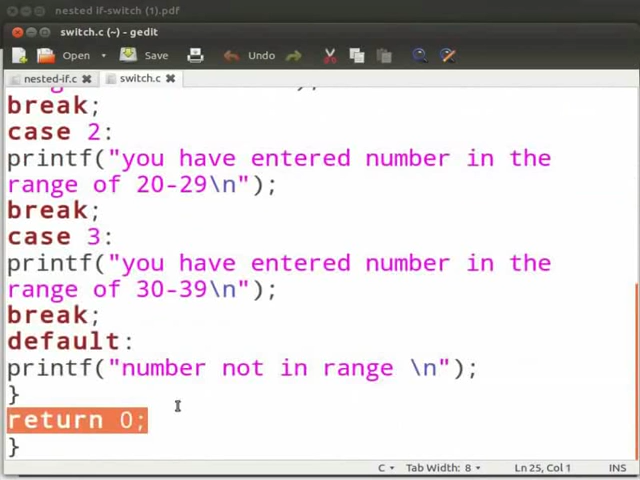 nested if-switch (1).pdf
switch.c (~) - gedit
Open Save Undo
nested-if.c switch.c
break;
case 2:
printf("you have entered number in the
range of 20-29\n");
break;
case 3:
printf("you have entered number in the
range of 30-39\n");
break;
default:
printf("number not in range \n");
}
return 0;
}
C Tab Width: 8 Ln 25, Col 1 INS